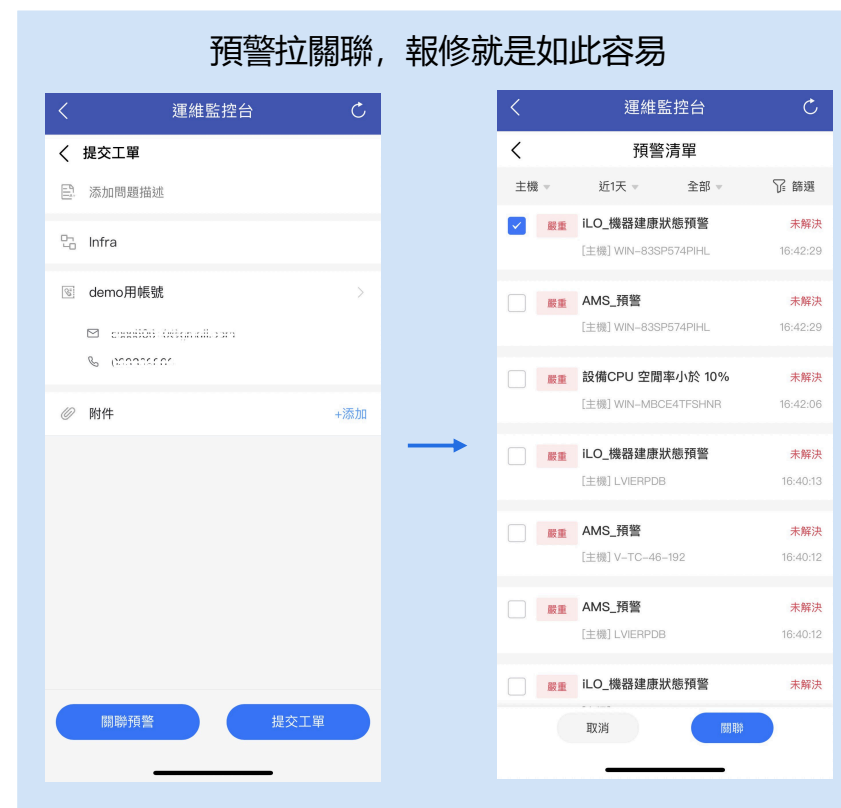 預警拉關聯，報修就是如此容易
運維監控台
提交工單
添加問題描述
Infra
demo用帳號
附件 +添加
關聯預警 提交工單
運維監控台
預警清單
主機 近1天 全部 篩選
嚴重 iLO_機器建康狀態預警 未解決
[主機] WIN-83SP574PIHL 16:42:29
嚴重 AMS_預警 未解決
[主機] WIN-83SP574PIHL 16:42:29
嚴重 設備CPU 空閒率小於 10% 未解決
[主機] WIN-MBCE4TFSHNR 16:42:06
嚴重 iLO_機器建康狀態預警 未解決
[主機] LVIERPDB 16:40:13
嚴重 AMS_預警 未解決
[主機] V-TC-46-192 16:40:12
嚴重 AMS_預警 未解決
[主機] LVIERPDB 16:40:12
嚴重 iLO_機器建康狀態預警 未解決
取消 關聯